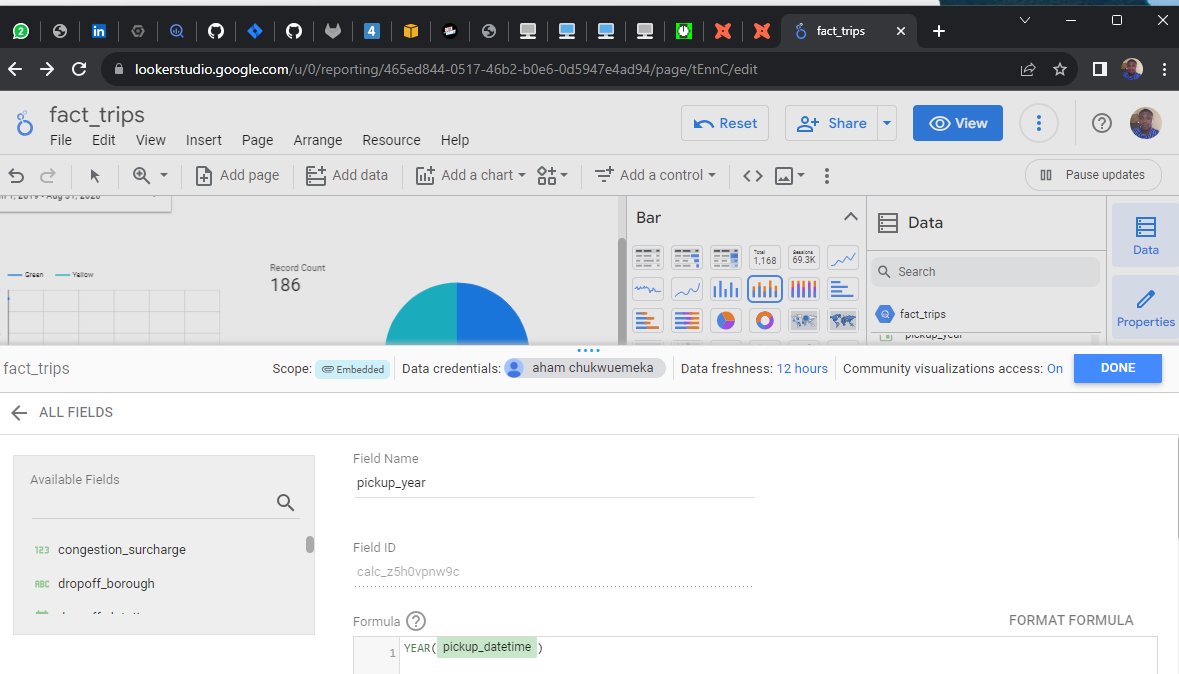 2
4
fact_trips
lookerstudio.google.com/u/0/reporting/465ed844-0517-46b2-b0e6-0d5947e4ad94/page/tEnnC/edit
fact_trips
Reset
Share
View
File Edit View Insert Page Arrange Resource Help
Add page
Add data
Add a chart
Add a control
Pause updates
Bar
Data
Data
Total
1,168
Sessions
69.3K
Search
fact_trips
pickup_year
Properties
Green
Yellow
Record Count
186
fact_trips
Scope: Embedded
Data credentials: aham chukwuemeka
Data freshness: 12 hours
Community visualizations access: On
DONE
ALL FIELDS
Available Fields
123 congestion_surcharge
ABC dropoff_borough
Field Name
pickup_year
Field ID
calc_z5h0vpnw9c
Formula
FORMAT FORMULA
1 YEAR( pickup_datetime )